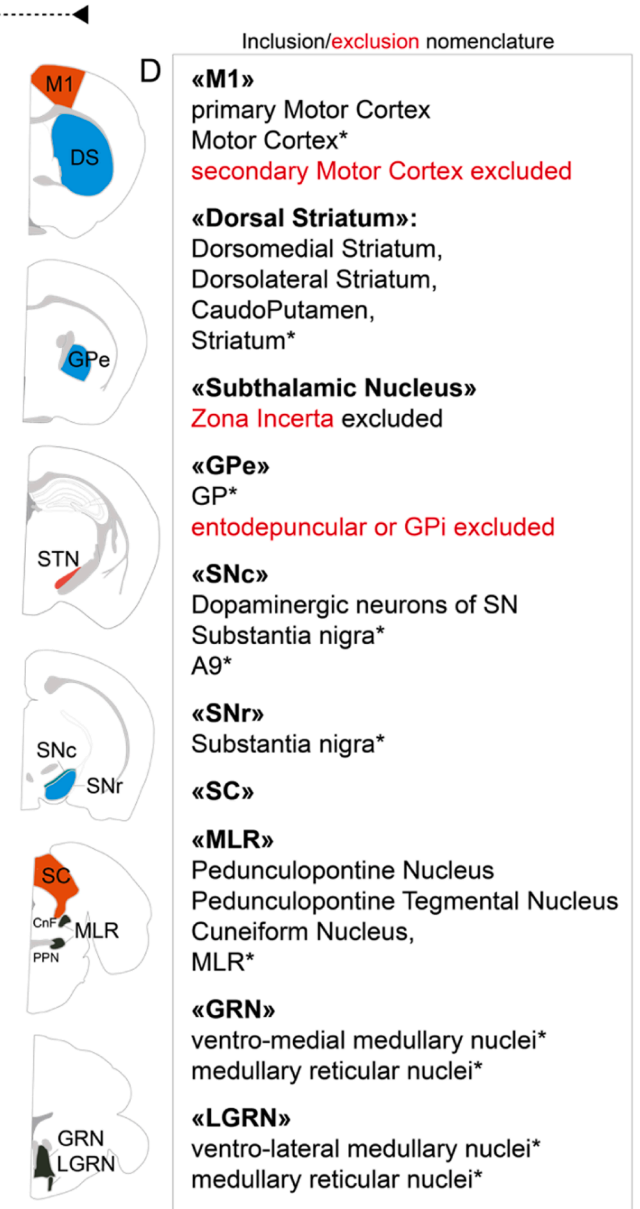 Inclusion/exclusion nomenclature
D
M1
DS
GPe
STN
SNc
SNr
SC
CnF
MLR
PPN
GRN
LGRN
«M1»
primary Motor Cortex
Motor Cortex*
secondary Motor Cortex excluded
«Dorsal Striatum»:
Dorsomedial Striatum,
Dorsolateral Striatum,
CaudoPutamen,
Striatum*
«Subthalamic Nucleus»
Zona Incerta excluded
«GPe»
GP*
entodepuncular or GPi excluded
«SNc»
Dopaminergic neurons of SN
Substantia nigra*
A9*
«SNr»
Substantia nigra*
«SC»
«MLR»
Pedunculopontine Nucleus
Pedunculopontine Tegmental Nucleus
Cuneiform Nucleus,
MLR*
«GRN»
ventro-medial medullary nuclei*
medullary reticular nuclei*
«LGRN»
ventro-lateral medullary nuclei*
medullary reticular nuclei*